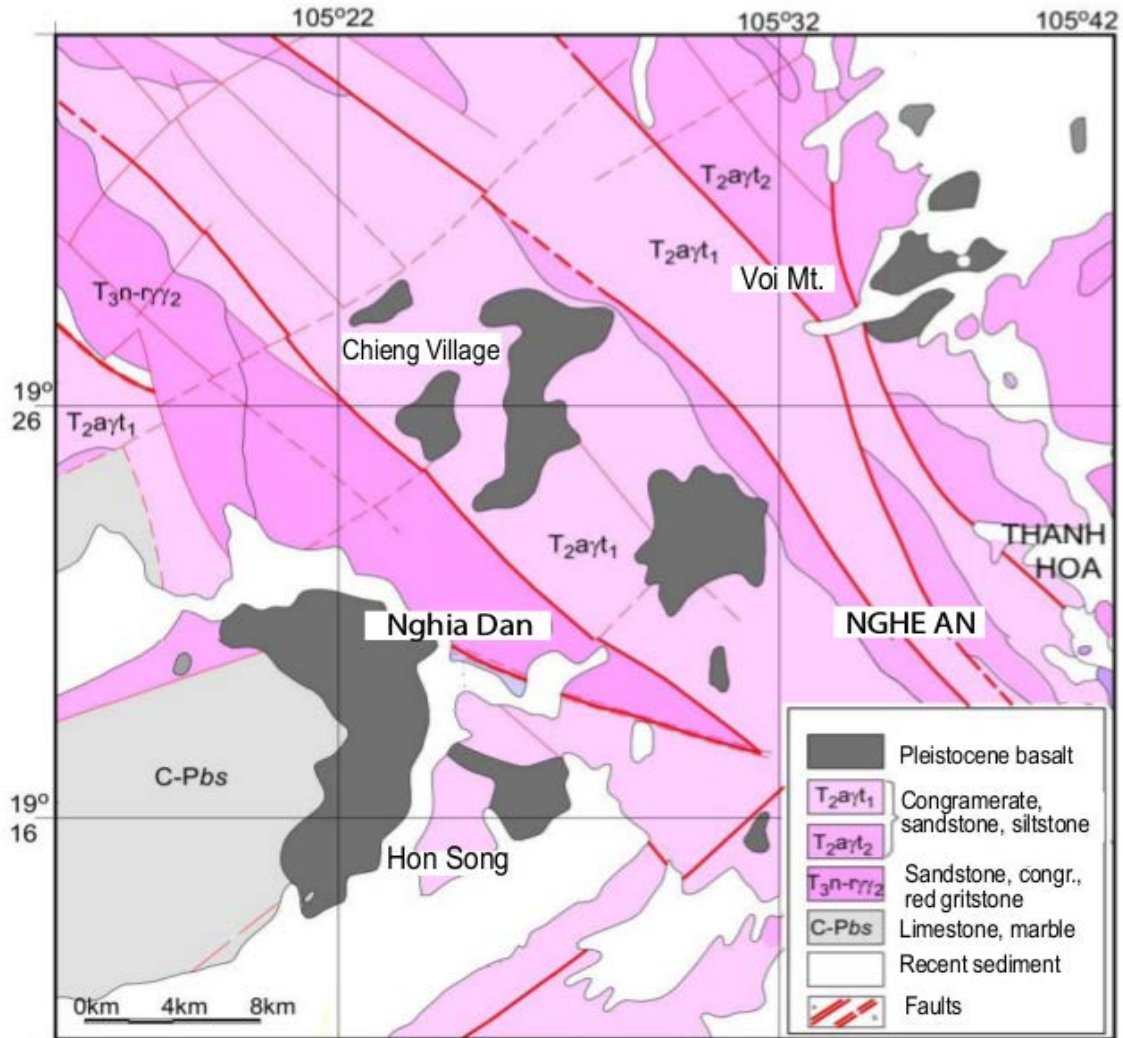 105º22
105º32
105º42
T₂aγt₂
T₂aγt₁
Voi Mt.
T₃n-rγγ₂
Chieng Village
19º
26
T₂aγt₁
T₂aγt₁
THANH
HOA
Nghia Dan
NGHE AN
C-Pbs
19º
16
Hon Song
Pleistocene basalt
T₂aγt₁
Congramerate,
sandstone, siltstone
T₂aγt₂
T₃n-rγγ₂
Sandstone, congr.,
red gritstone
C-Pbs
Limestone, marble
Recent sediment
Faults
0km 4km 8km